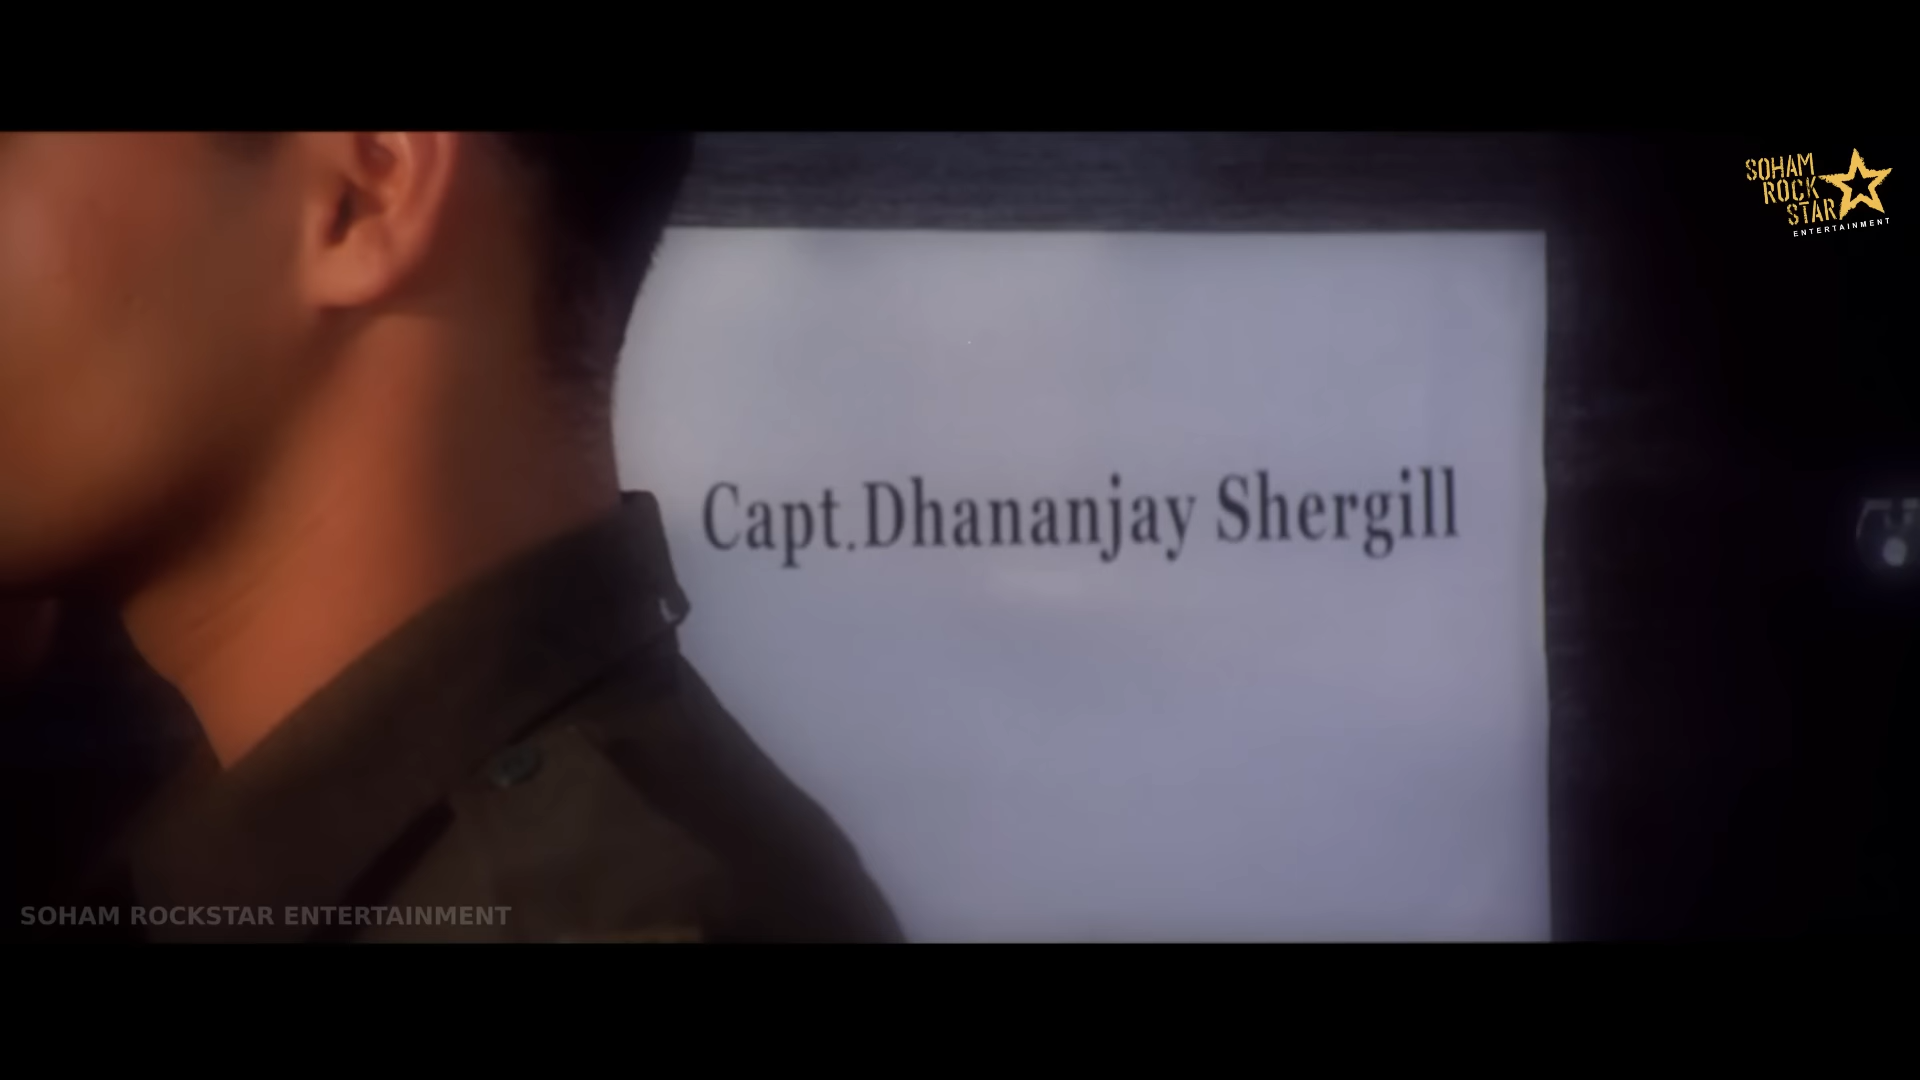 SOHAM
ROCK
STAR
ENTERTAINMENT
Capt.Dhananjay Shergill
SOHAM ROCKSTAR ENTERTAINMENT